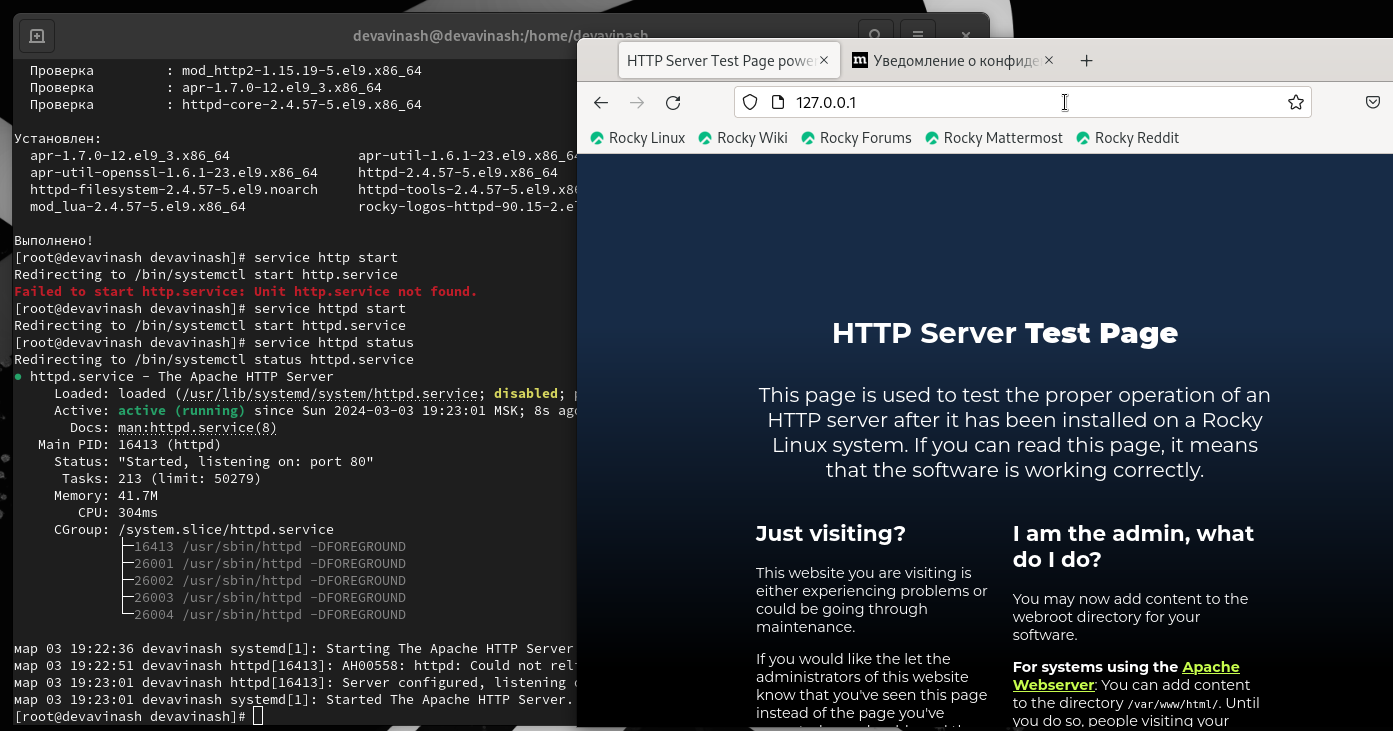 devavinash@devavinash:/home/devavinash
Проверка : mod_http2-1.15.19-5.el9.x86_64
Проверка : apr-1.7.0-12.el9_3.x86_64
Проверка : httpd-core-2.4.57-5.el9.x86_64
Установлен:
apr-1.7.0-12.el9_3.x86_64 apr-util-1.6.1-23.el9.x86_64
apr-util-openssl-1.6.1-23.el9.x86_64 httpd-2.4.57-5.el9.x86_64
httpd-filesystem-2.4.57-5.el9.noarch httpd-tools-2.4.57-5.el9.x86
mod_lua-2.4.57-5.el9.x86_64 rocky-logos-httpd-90.15-2.el
Выполнено!
[root@devavinash devavinash]# service http start
Redirecting to /bin/systemctl start http.service
Failed to start http.service: Unit http.service not found.
[root@devavinash devavinash]# service httpd start
Redirecting to /bin/systemctl start httpd.service
[root@devavinash devavinash]# service httpd status
Redirecting to /bin/systemctl status httpd.service
● httpd.service - The Apache HTTP Server
Loaded: loaded (/usr/lib/systemd/system/httpd.service; disabled;
Active: active (running) since Sun 2024-03-03 19:23:01 MSK; 8s ago
Docs: man:httpd.service(8)
Main PID: 16413 (httpd)
Status: "Started, listening on: port 80"
Tasks: 213 (limit: 50279)
Memory: 41.7M
CPU: 304ms
CGroup: /system.slice/httpd.service
├─16413 /usr/sbin/httpd -DFOREGROUND
├─26001 /usr/sbin/httpd -DFOREGROUND
├─26002 /usr/sbin/httpd -DFOREGROUND
├─26003 /usr/sbin/httpd -DFOREGROUND
└─26004 /usr/sbin/httpd -DFOREGROUND
мар 03 19:22:36 devavinash systemd[1]: Starting The Apache HTTP Server
мар 03 19:22:51 devavinash httpd[16413]: AH00558: httpd: Could not rel
мар 03 19:23:01 devavinash httpd[16413]: Server configured, listening
мар 03 19:23:01 devavinash systemd[1]: Started The Apache HTTP Server.
[root@devavinash devavinash]#
HTTP Server Test Page powe
m Уведомление о конфиде
127.0.0.1
Rocky Linux Rocky Wiki Rocky Forums Rocky Mattermost Rocky Reddit
HTTP Server Test Page
This page is used to test the proper operation of an
HTTP server after it has been installed on a Rocky
Linux system. If you can read this page, it means
that the software is working correctly.
Just visiting?
This website you are visiting is
either experiencing problems or
could be going through
maintenance.
If you would like the let the
administrators of this website
know that you've seen this page
instead of the page you've
I am the admin, what
do I do?
You may now add content to the
webroot directory for your
software.
For systems using the Apache
Webserver: You can add content
to the directory /var/www/html/. Until
you do so, people visiting your